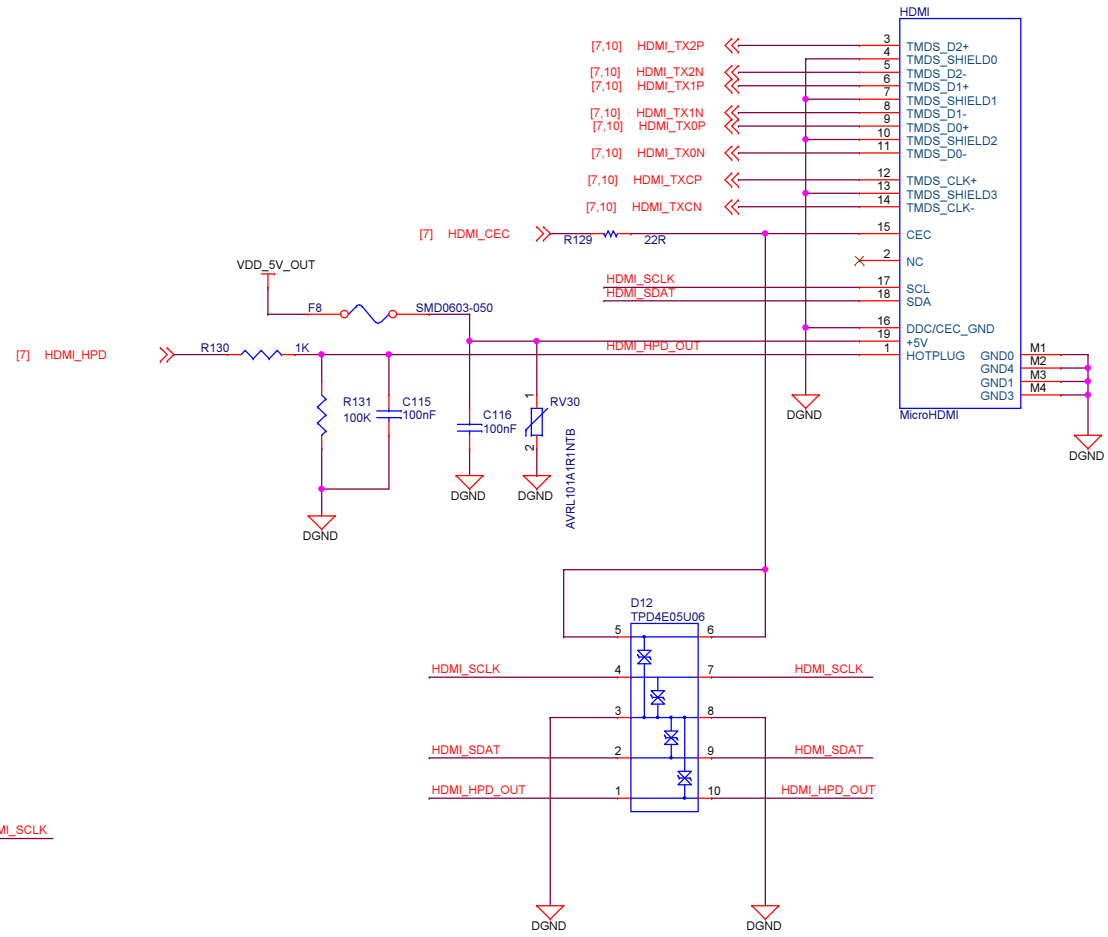 HDMI
[7,10] HDMI_TX2P 3 TMDS_D2+
4 TMDS_SHIELD0
[7,10] HDMI_TX2N 5 TMDS_D2-
[7,10] HDMI_TX1P 6 TMDS_D1+
7 TMDS_SHIELD1
[7,10] HDMI_TX1N 8 TMDS_D1-
[7,10] HDMI_TX0P 9 TMDS_D0+
10 TMDS_SHIELD2
[7,10] HDMI_TX0N 11 TMDS_D0-
[7,10] HDMI_TXCP 12 TMDS_CLK+
13 TMDS_SHIELD3
[7,10] HDMI_TXCN 14 TMDS_CLK-
[7] HDMI_CEC R129 22R 15 CEC
VDD_5V_OUT 2 NC
HDMI_SCLK 17 SCL
HDMI_SDAT 18 SDA
F8 SMD0603-050
16 DDC/CEC_GND
19 +5V
[7] HDMI_HPD R130 1K HDMI_HPD_OUT 1 HOTPLUG GND0 M1
GND4 M2
GND1 M3
GND3 M4
R131 C115 1 RV30
100K 100nF C116 DGND MicroHDMI
100nF
2
AVRL101A1R1NTB
DGND
DGND DGND
DGND
D12
TPD4E05U06
5 6
HDMI_SCLK 4 7 HDMI_SCLK
3 8
HDMI_SDAT 2 9 HDMI_SDAT
HDMI_HPD_OUT 1 10 HDMI_HPD_OUT
MI_SCLK
DGND DGND